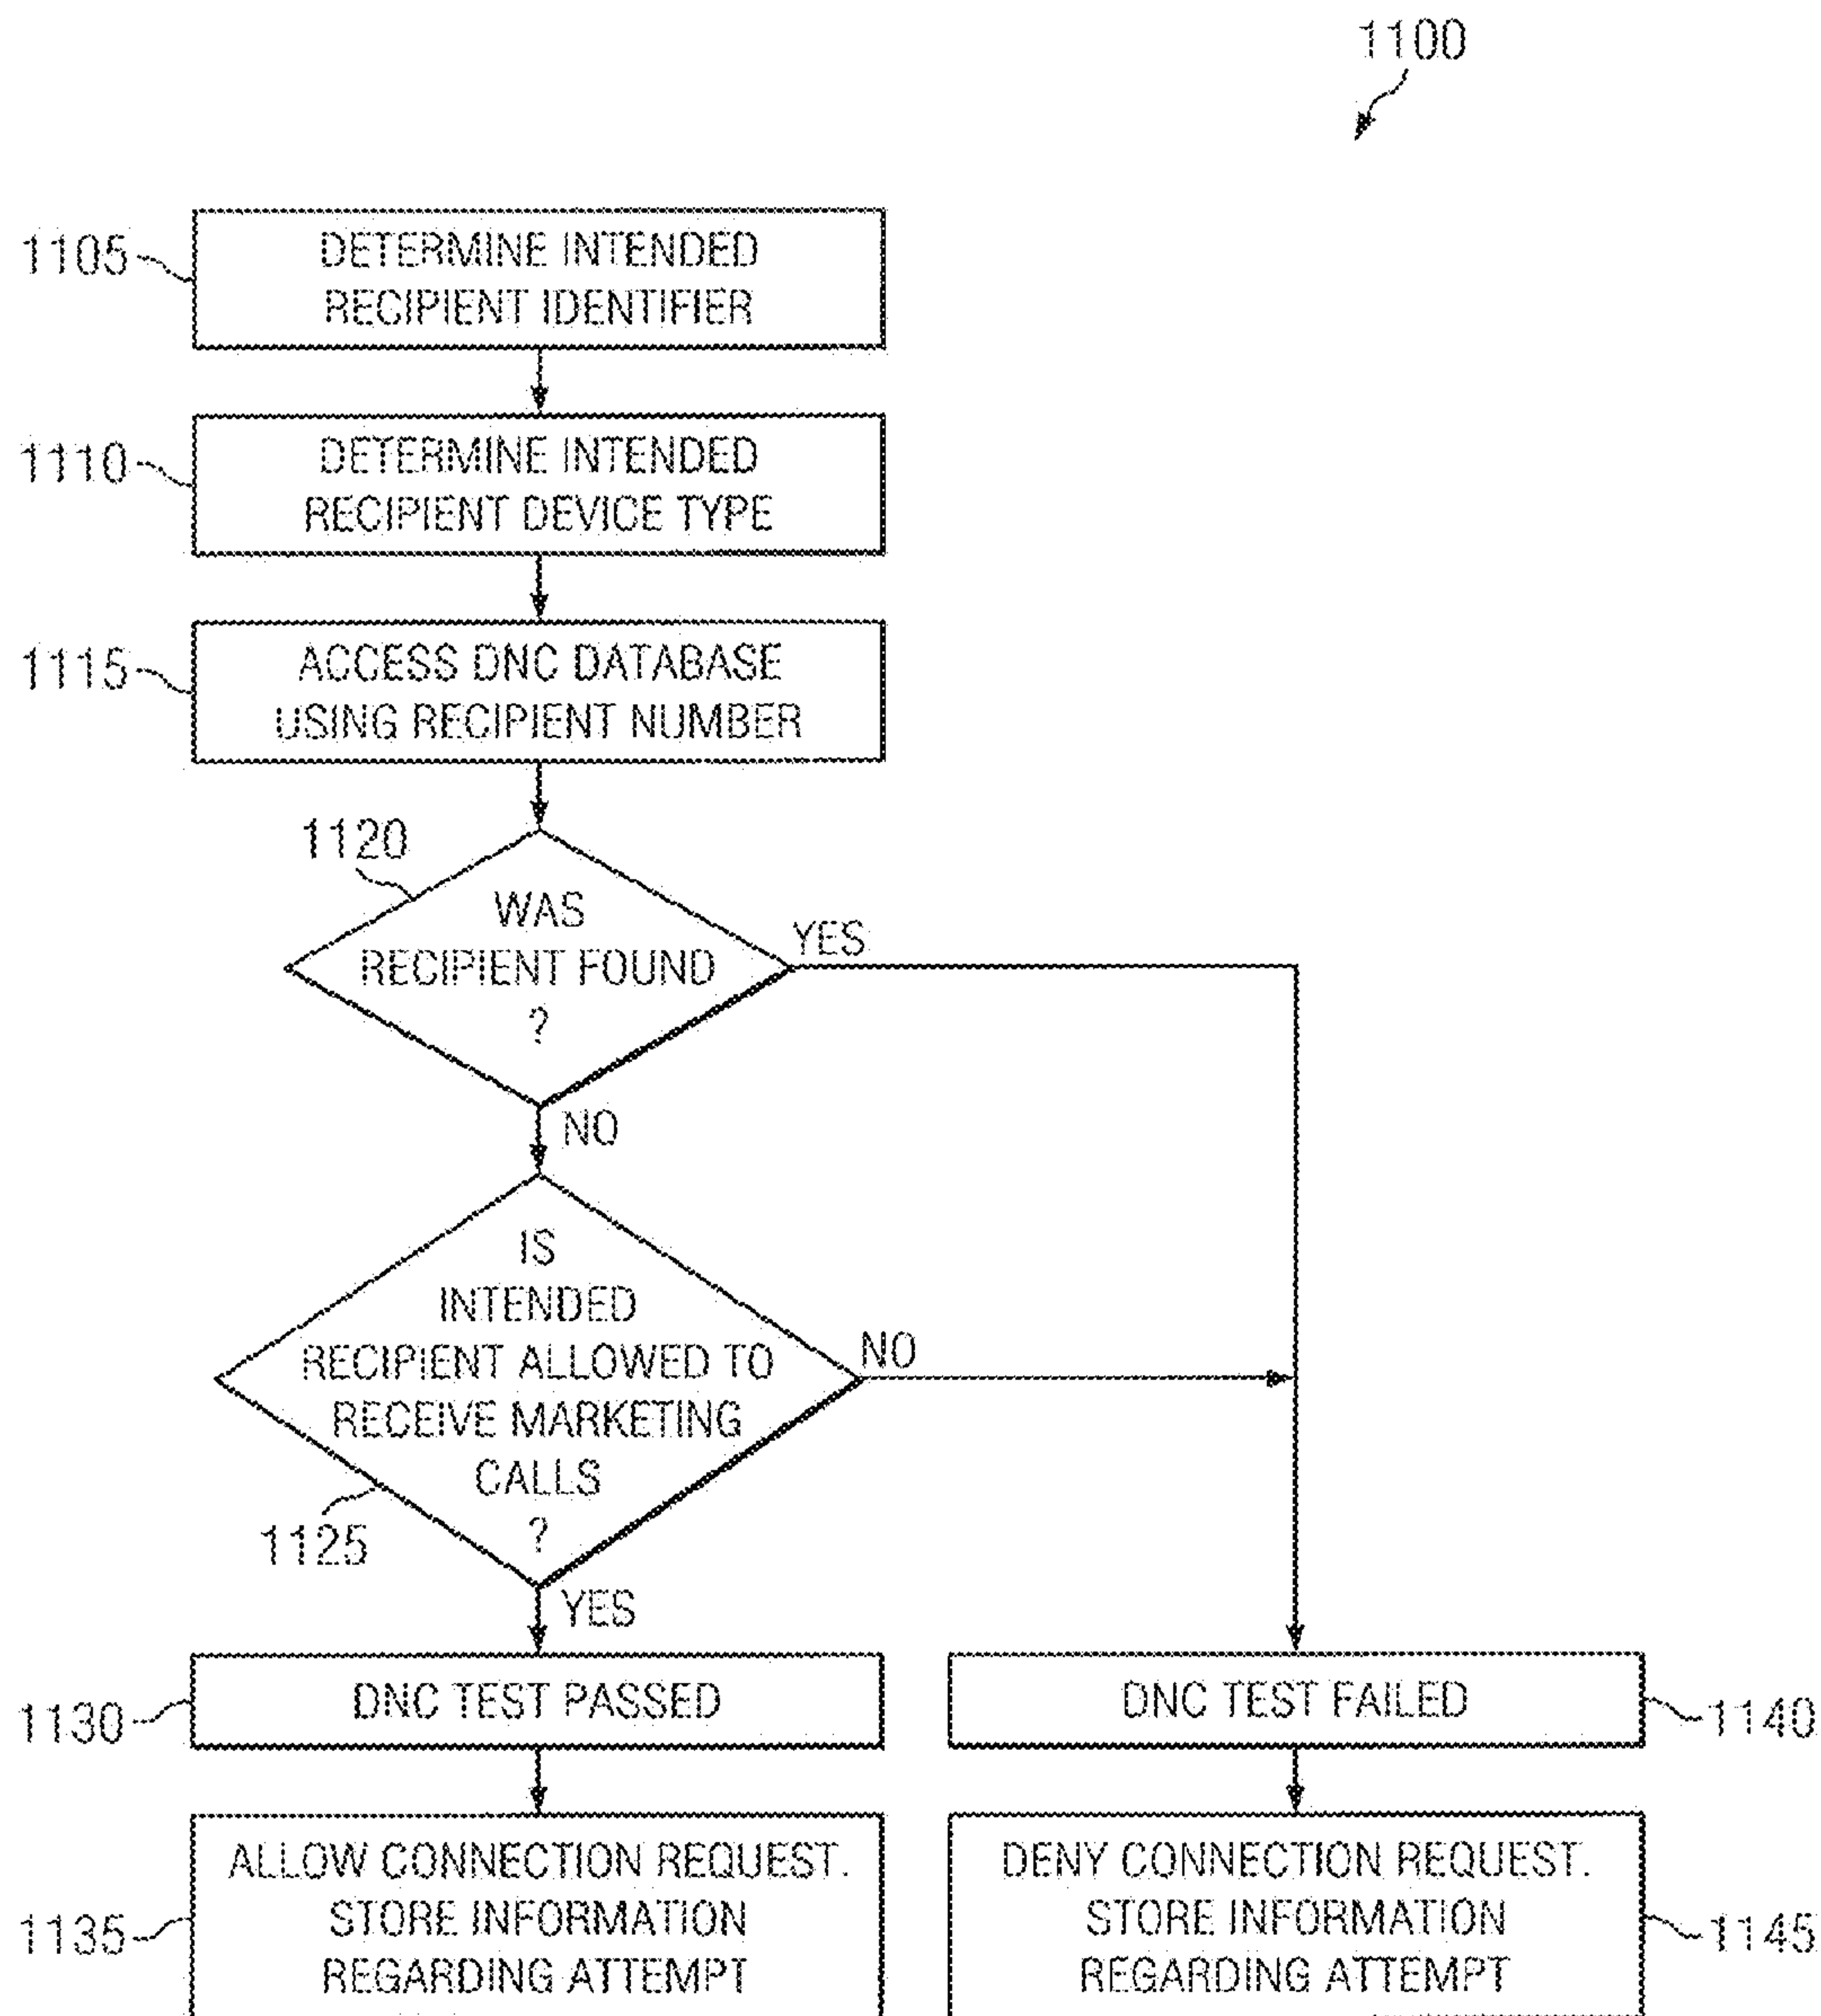 1100
1105
DETERMINE INTENDED
RECIPIENT IDENTIFIER
1110
DETERMINE INTENDED
RECIPIENT DEVICE TYPE
1115
ACCESS DNC DATABASE
USING RECIPIENT NUMBER
1120
WAS
RECIPIENT FOUND
?
YES
NO
IS
INTENDED
RECIPIENT ALLOWED TO
RECEIVE MARKETING
CALLS
?
NO
1125
YES
1130
DNC TEST PASSED
DNC TEST FAILED
1140
1135
ALLOW CONNECTION REQUEST.
STORE INFORMATION
REGARDING ATTEMPT
DENY CONNECTION REQUEST.
STORE INFORMATION
REGARDING ATTEMPT
1145